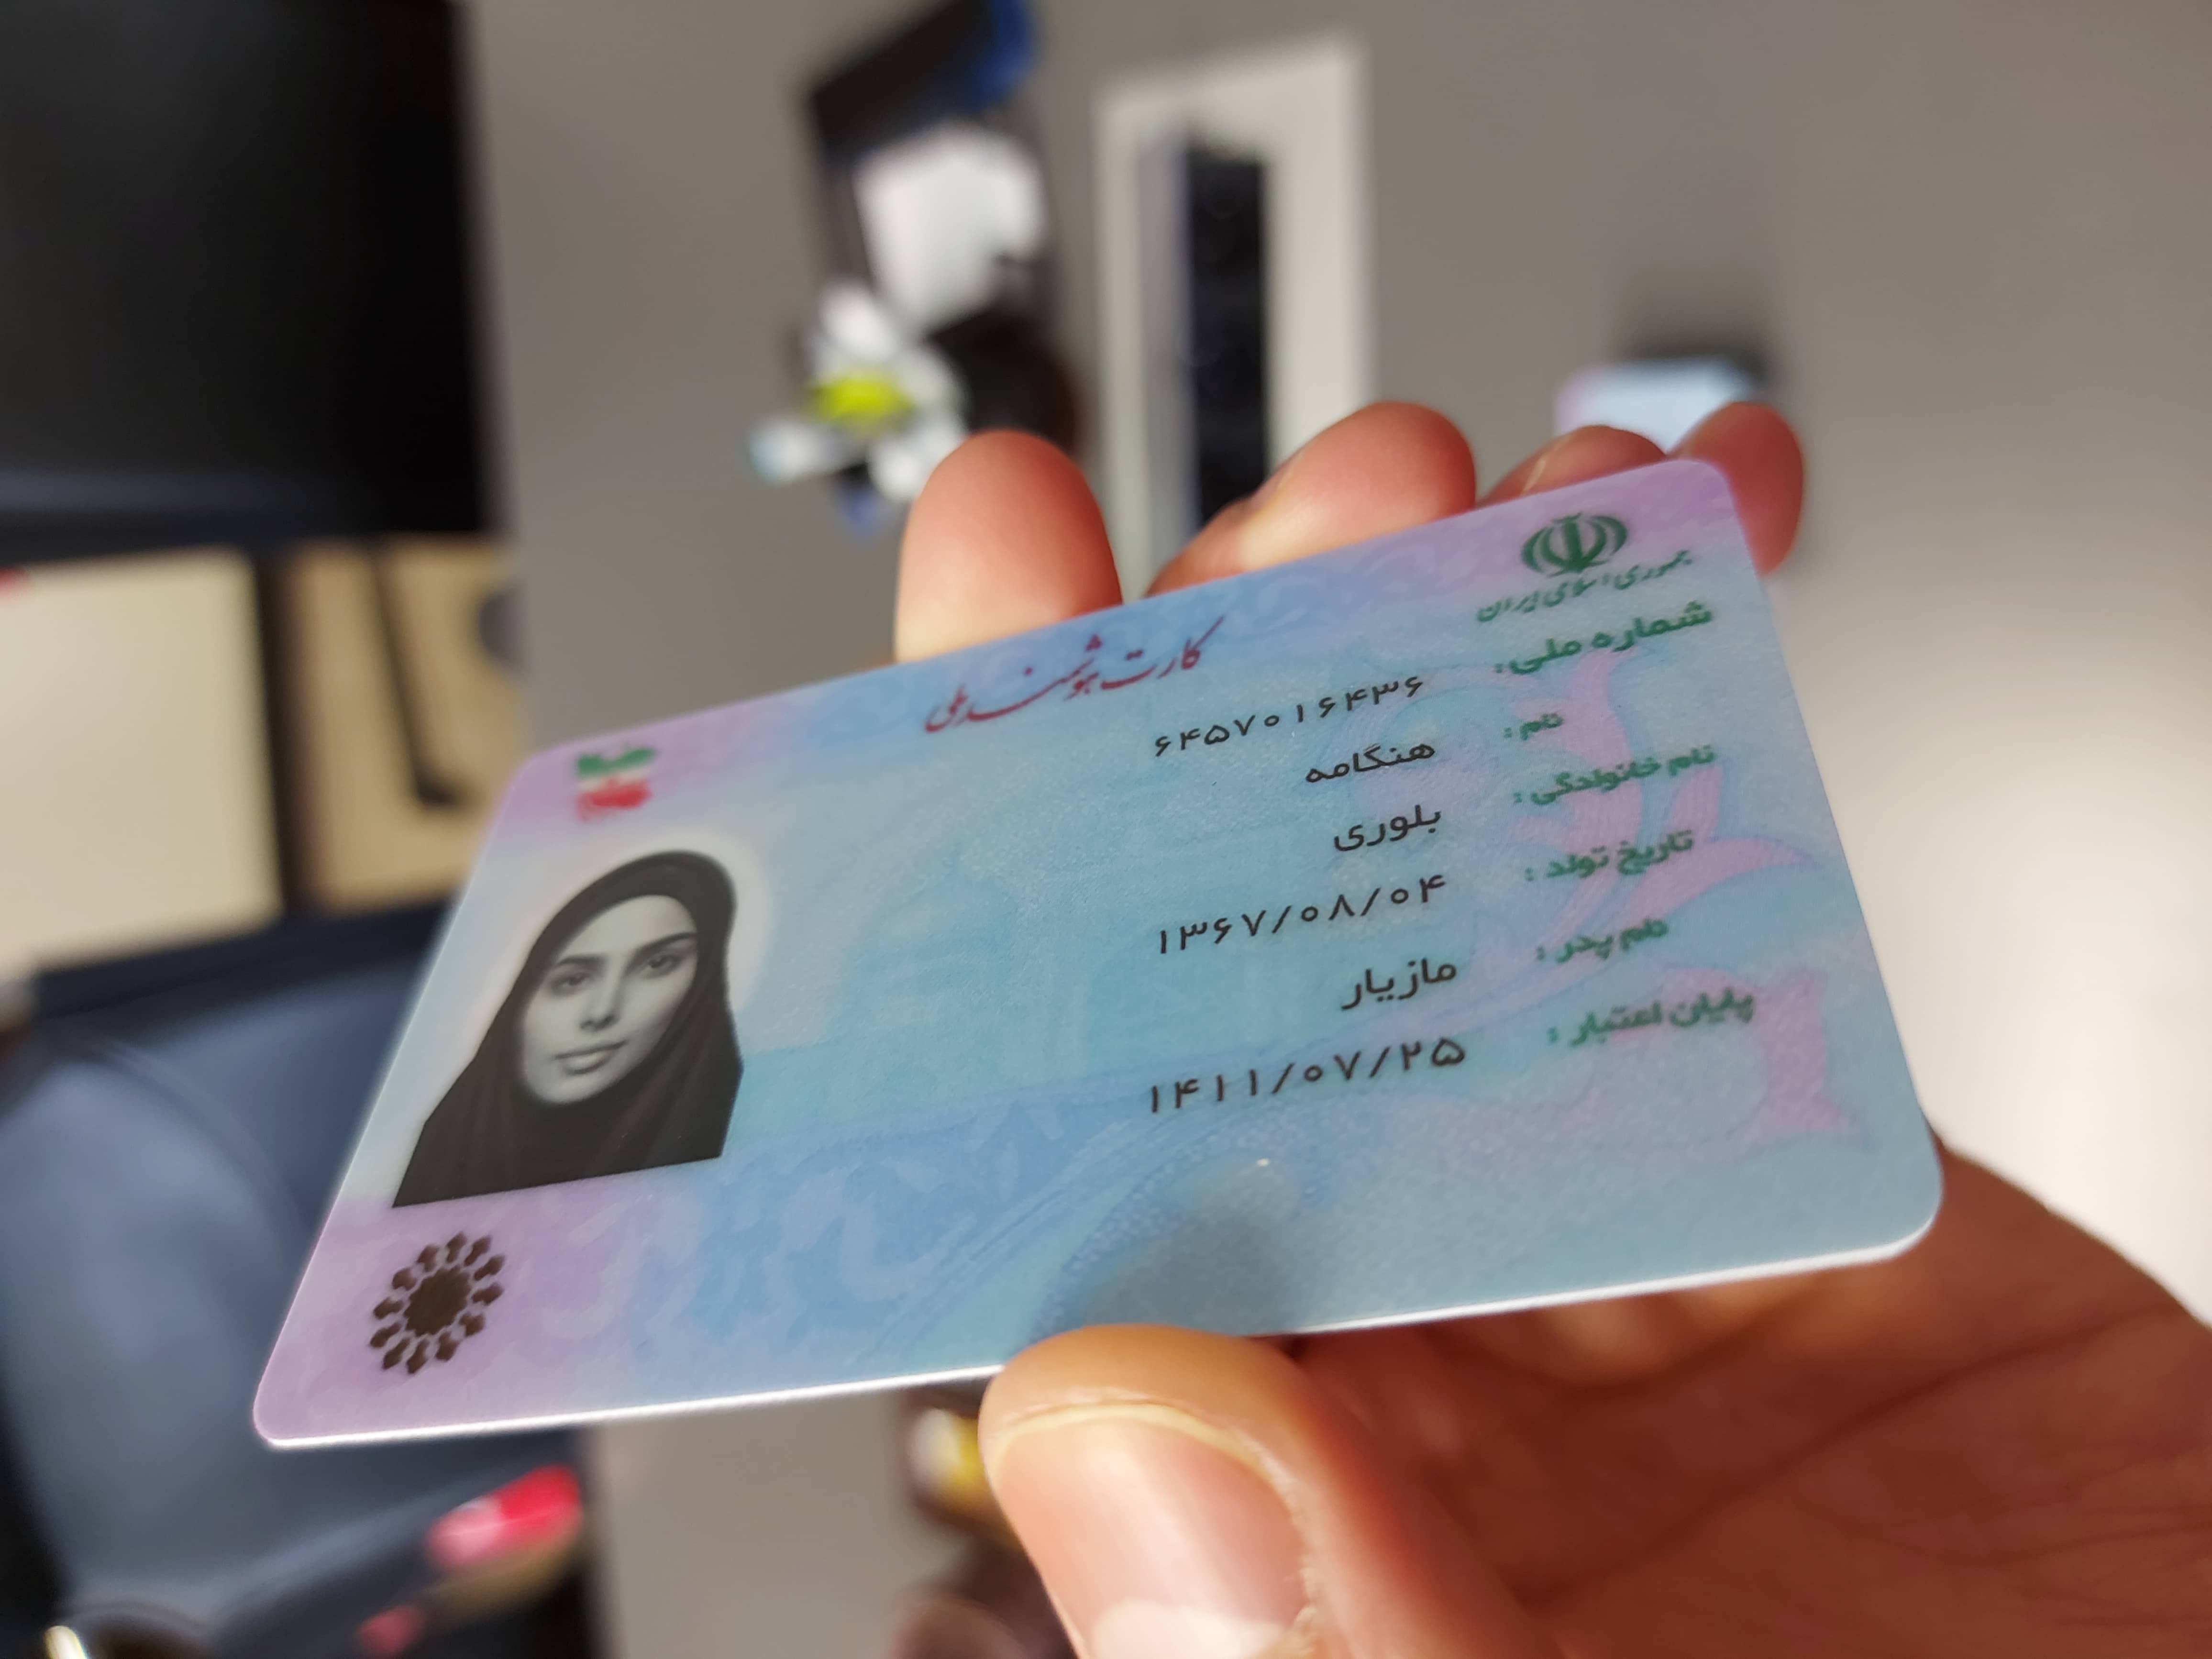 جمهوری اسلامی ایران
کارت هوشمند ملی
شماره ملی: ۶۴۵۷۰۱۶۴۳۶
نام : هنگامه
نام خانوادگی : بلوری
تاریخ تولد : ۱۳۶۷/۰۸/۰۴
نام پدر : مازیار
پایان اعتبار : ۱۴۱۱/۰۷/۲۵